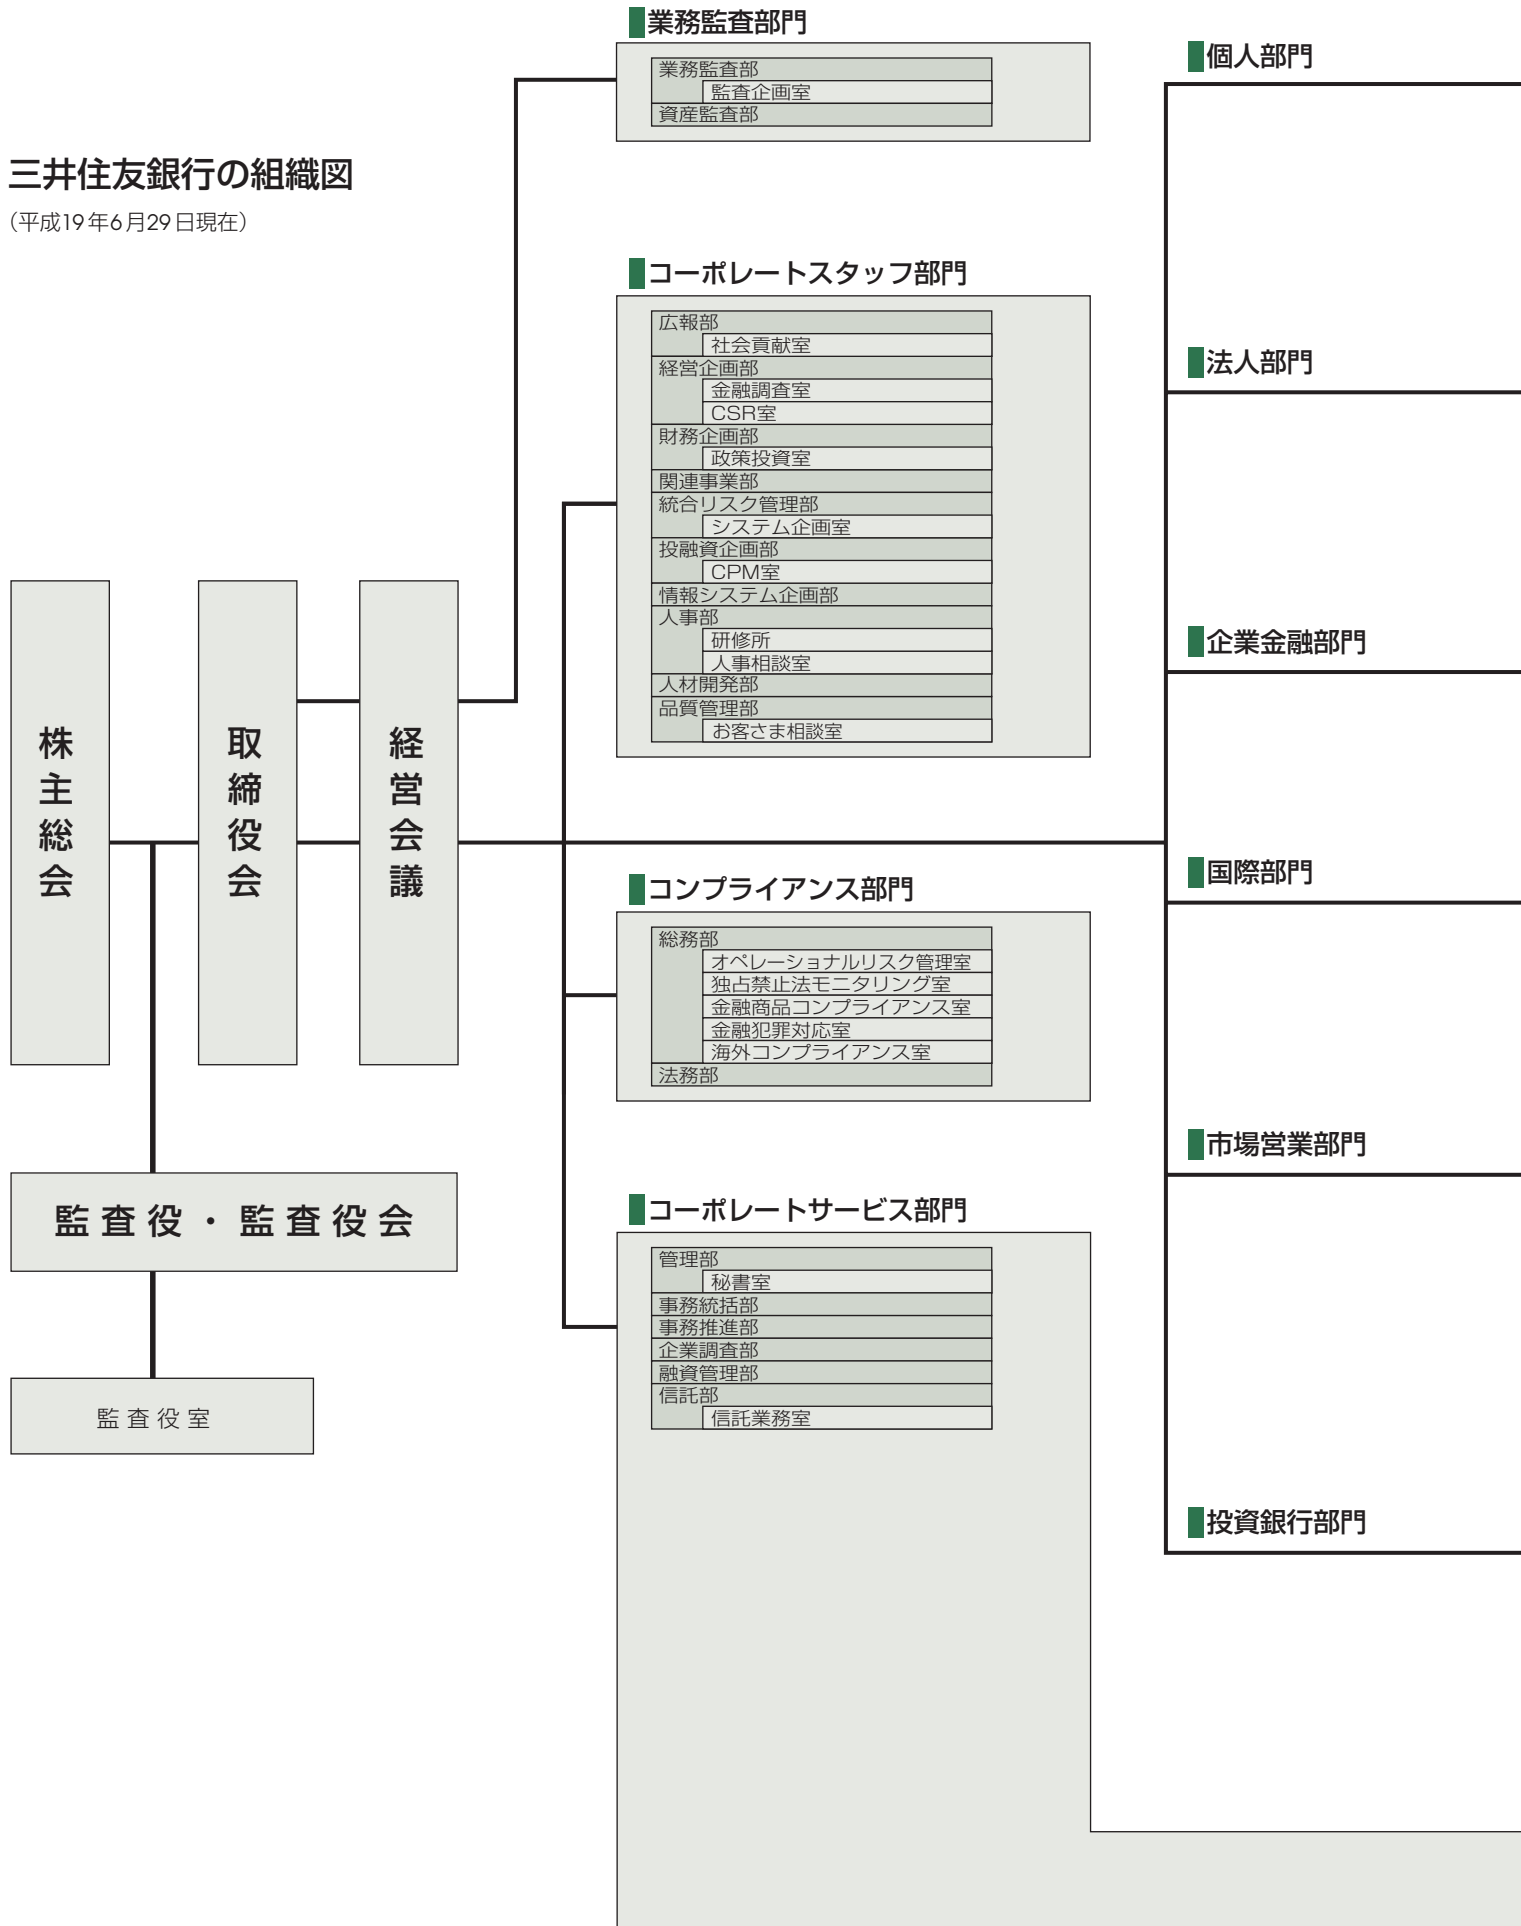 三井住友銀行の組織図
(平成19年6月29日現在)
株主総会
取締役会
経営会議
監査役・監査役会
監査役室
業務監査部門
業務監査部
監査企画室
資産監査部
コーポレートスタッフ部門
広報部
社会貢献室
経営企画部
金融調査室
CSR室
財務企画部
政策投資室
関連事業部
統合リスク管理部
システム企画室
投融資企画部
CPM室
情報システム企画部
人事部
研修所
人事相談室
人材開発部
品質管理部
お客さま相談室
コンプライアンス部門
総務部
オペレーショナルリスク管理室
独占禁止法モニタリング室
金融商品コンプライアンス室
金融犯罪対応室
海外コンプライアンス室
法務部
コーポレートサービス部門
管理部
秘書室
事務統括部
事務推進部
企業調査部
融資管理部
信託部
信託業務室
個人部門
法人部門
企業金融部門
国際部門
市場営業部門
投資銀行部門